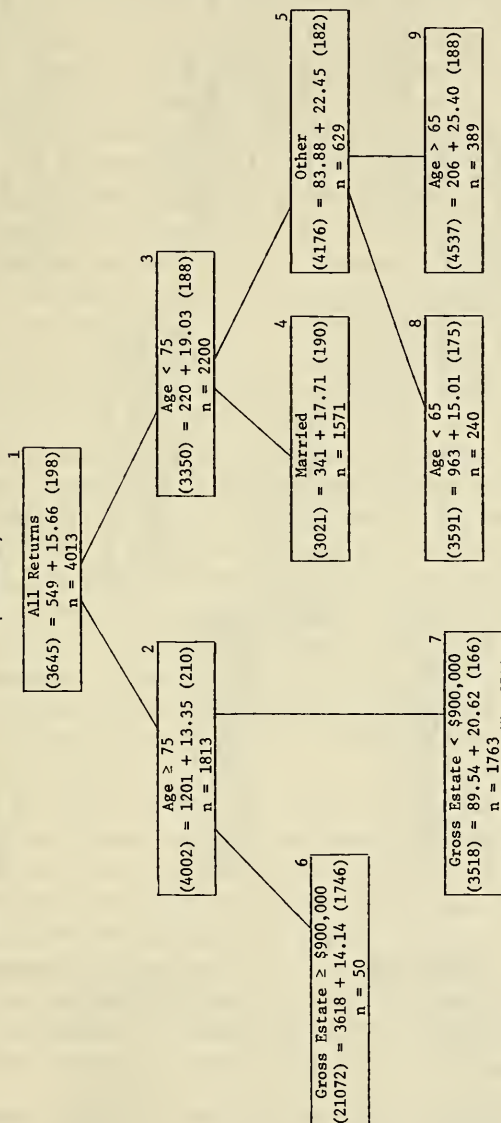 1
All Returns
(3645) = 549 + 15.66 (198)
n = 4013
2
Age ≥ 75
(4002) = 1201 + 13.35 (210)
n = 1813
3
Age < 75
(3350) = 220 + 19.03 (188)
n = 2200
4
Married
(3021) = 341 + 17.71 (190)
n = 1571
5
Other
(4176) = 83.88 + 22.45 (182)
n = 629
6
Gross Estate ≥ $900,000
(21072) = 3618 + 14.14 (1746)
n = 50
7
Gross Estate < $900,000
(3518) = 89.54 + 20.62 (166)
n = 1763
8
Age < 65
(3591) = 963 + 15.01 (175)
n = 240
9
Age > 65
(4537) = 206 + 25.40 (188)
n = 389